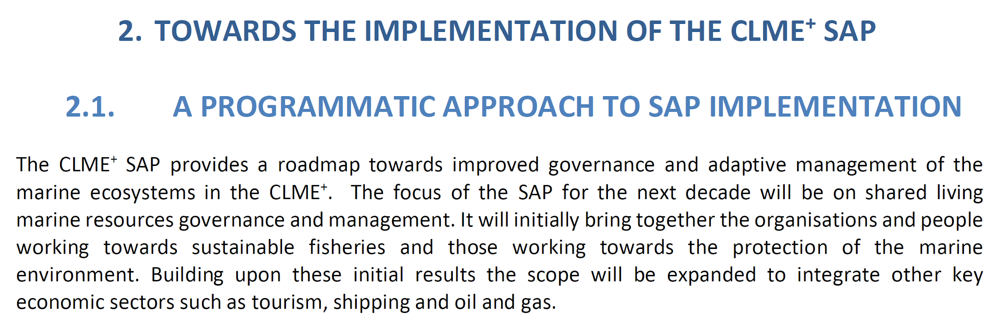 2. TOWARDS THE IMPLEMENTATION OF THE CLME⁺ SAP
2.1. A PROGRAMMATIC APPROACH TO SAP IMPLEMENTATION
The CLME⁺ SAP provides a roadmap towards improved governance and adaptive management of the
marine ecosystems in the CLME⁺. The focus of the SAP for the next decade will be on shared living
marine resources governance and management. It will initially bring together the organisations and people
working towards sustainable fisheries and those working towards the protection of the marine
environment. Building upon these initial results the scope will be expanded to integrate other key
economic sectors such as tourism, shipping and oil and gas.